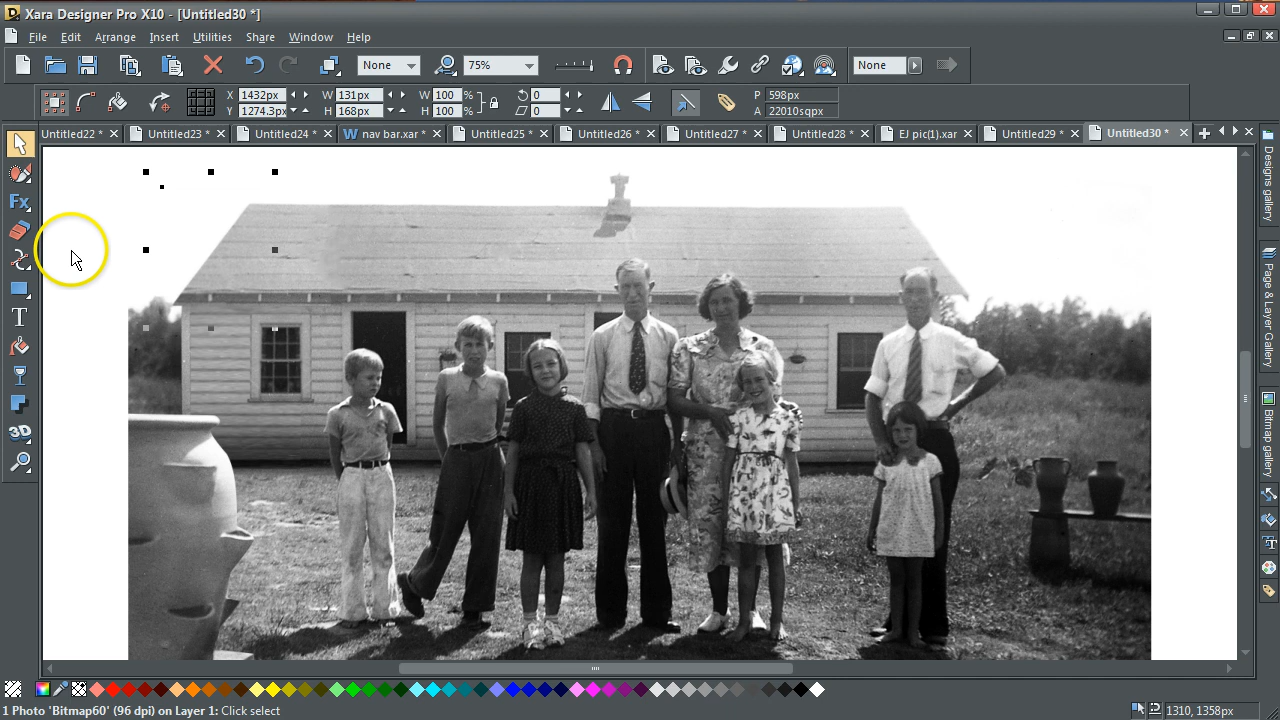 Xara Designer Pro X10 - [Untitled30 *]
File Edit Arrange Insert Utilities Share Window Help
None 75% None
X 1432px W 131px W 100 % 0 P 598px
Y 1274.3px H 168px H 100 % 0 A 22010sqpx
Untitled22 * Untitled23 * Untitled24 * nav bar.xar * Untitled25 * Untitled26 * Untitled27 * Untitled28 * EJ pic(1).xar Untitled29 * Untitled30 *
Fx
T
3D
Designs gallery
Page & Layer Gallery
Bitmap gallery
1 Photo 'Bitmap60' (96 dpi) on Layer 1: Click select
1310, 1358px